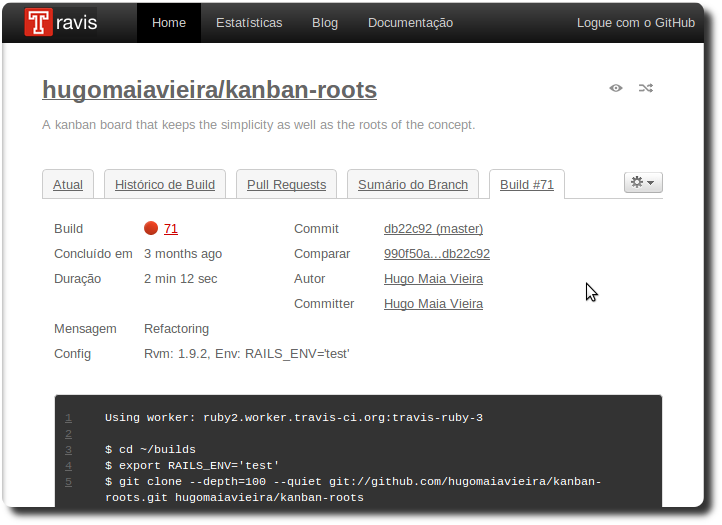 Travis Home Estatísticas Blog Documentação Logue com o GitHub
hugomaiavieira/kanban-roots
A kanban board that keeps the simplicity as well as the roots of the concept.
Atual Histórico de Build Pull Requests Sumário do Branch Build #71
Build 71 Commit db22c92 (master)
Concluído em 3 months ago Comparar 990f50a...db22c92
Duração 2 min 12 sec Autor Hugo Maia Vieira
Committer Hugo Maia Vieira
Mensagem Refactoring
Config Rvm: 1.9.2, Env: RAILS_ENV='test'
1 Using worker: ruby2.worker.travis-ci.org:travis-ruby-3
2
3 $ cd ~/builds
4 $ export RAILS_ENV='test'
5 $ git clone --depth=100 --quiet git://github.com/hugomaiavieira/kanban-
roots.git hugomaiavieira/kanban-roots